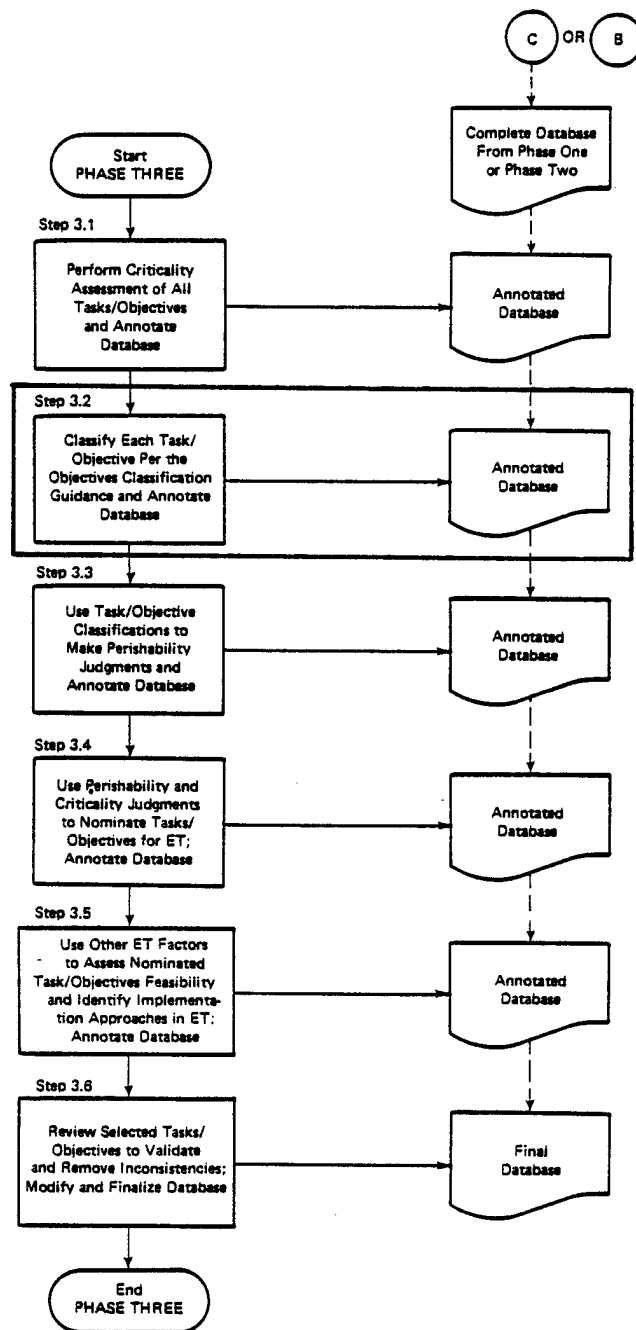 C OR B
Complete Database
From Phase One
or Phase Two
Start
PHASE THREE
Step 3.1
Perform Criticality
Assessment of All
Tasks/Objectives
and Annotate
Database
Annotated
Database
Step 3.2
Classify Each Task/
Objective Per the
Objectives Classification
Guidance and Annotate
Database
Annotated
Database
Step 3.3
Use Task/Objective
Classifications to
Make Perishability
Judgments and
Annotate Database
Annotated
Database
Step 3.4
Use Perishability and
Criticality Judgments
to Nominate Tasks/
Objectives for ET;
Annotate Database
Annotated
Database
Step 3.5
Use Other ET Factors
to Assess Nominated
Task/Objectives Feasibility
and Identify Implementa-
tion Approaches in ET;
Annotate Database
Annotated
Database
Step 3.6
Review Selected Tasks/
Objectives to Validate
and Remove Inconsistencies;
Modify and Finalize Database
Final
Database
End
PHASE THREE